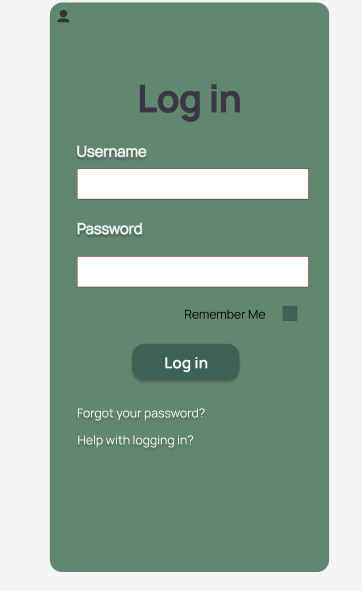 Log in
Username
Password
Remember Me
Log in
Forgot your password?
Help with logging in?